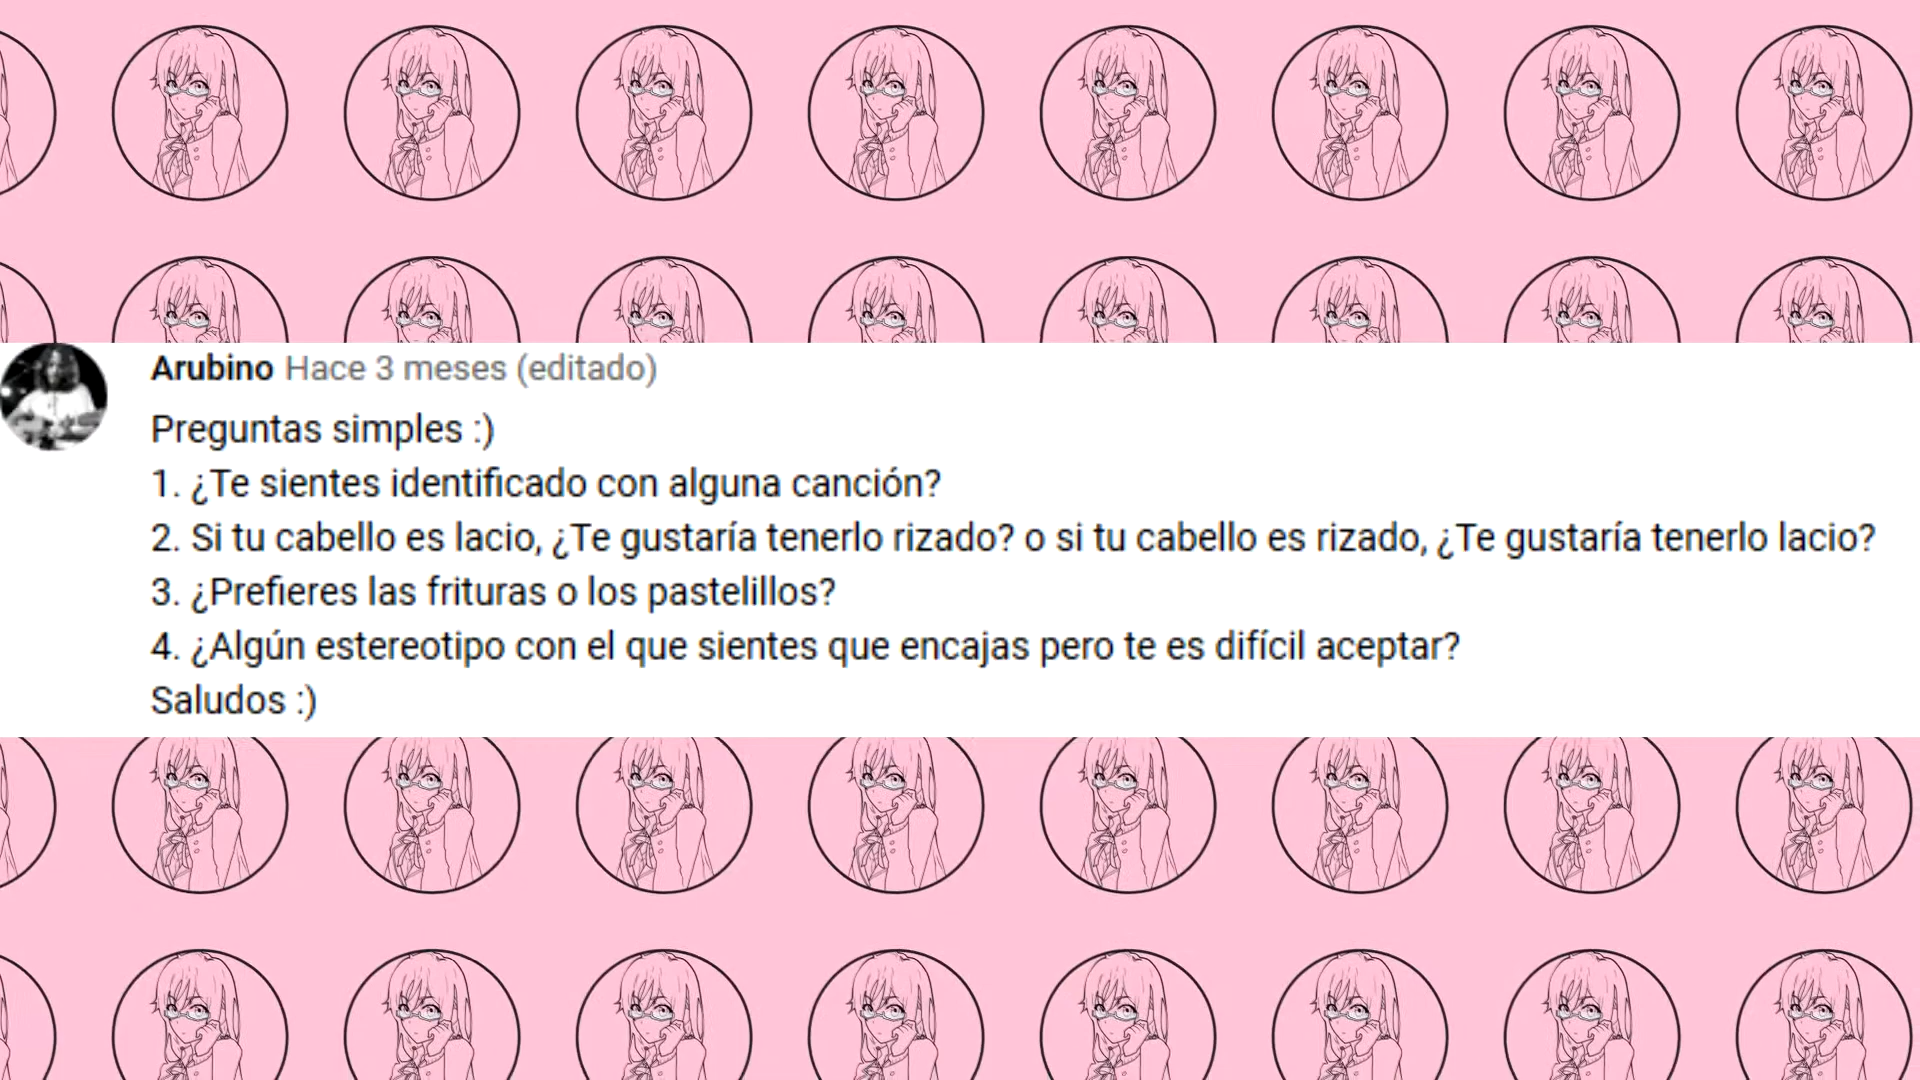 Arubino Hace 3 meses (editado)
Preguntas simples :)
1. ¿Te sientes identificado con alguna canción?
2. Si tu cabello es lacio, ¿Te gustaría tenerlo rizado? o si tu cabello es rizado, ¿Te gustaría tenerlo lacio?
3. ¿Prefieres las frituras o los pastelillos?
4. ¿Algún estereotipo con el que sientes que encajas pero te es difícil aceptar?
Saludos :)